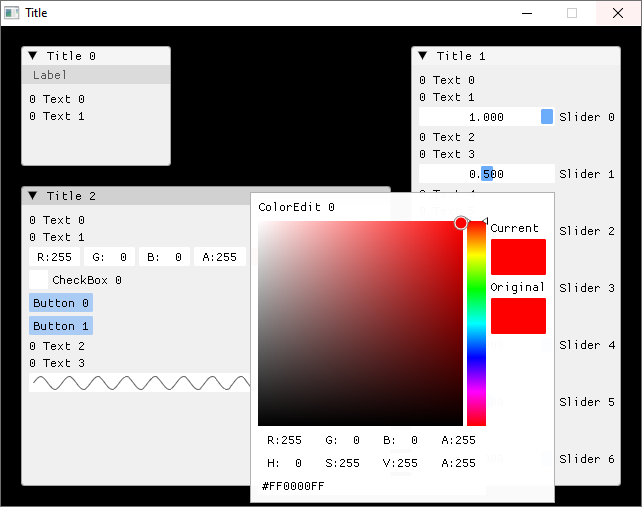 Title
Title 0
Label
0 Text 0
0 Text 1
Title 1
0 Text 0
0 Text 1
1.000 Slider 0
0 Text 2
0 Text 3
0.500 Slider 1
Slider 2
Slider 3
Slider 4
Slider 5
Slider 6
Title 2
0 Text 0
0 Text 1
R:255 G: 0 B: 0 A:255
CheckBox 0
Button 0
Button 1
0 Text 2
0 Text 3
ColorEdit 0
Current
Original
R:255 G: 0 B: 0 A:255
H: 0 S:255 V:255 A:255
#FF0000FF